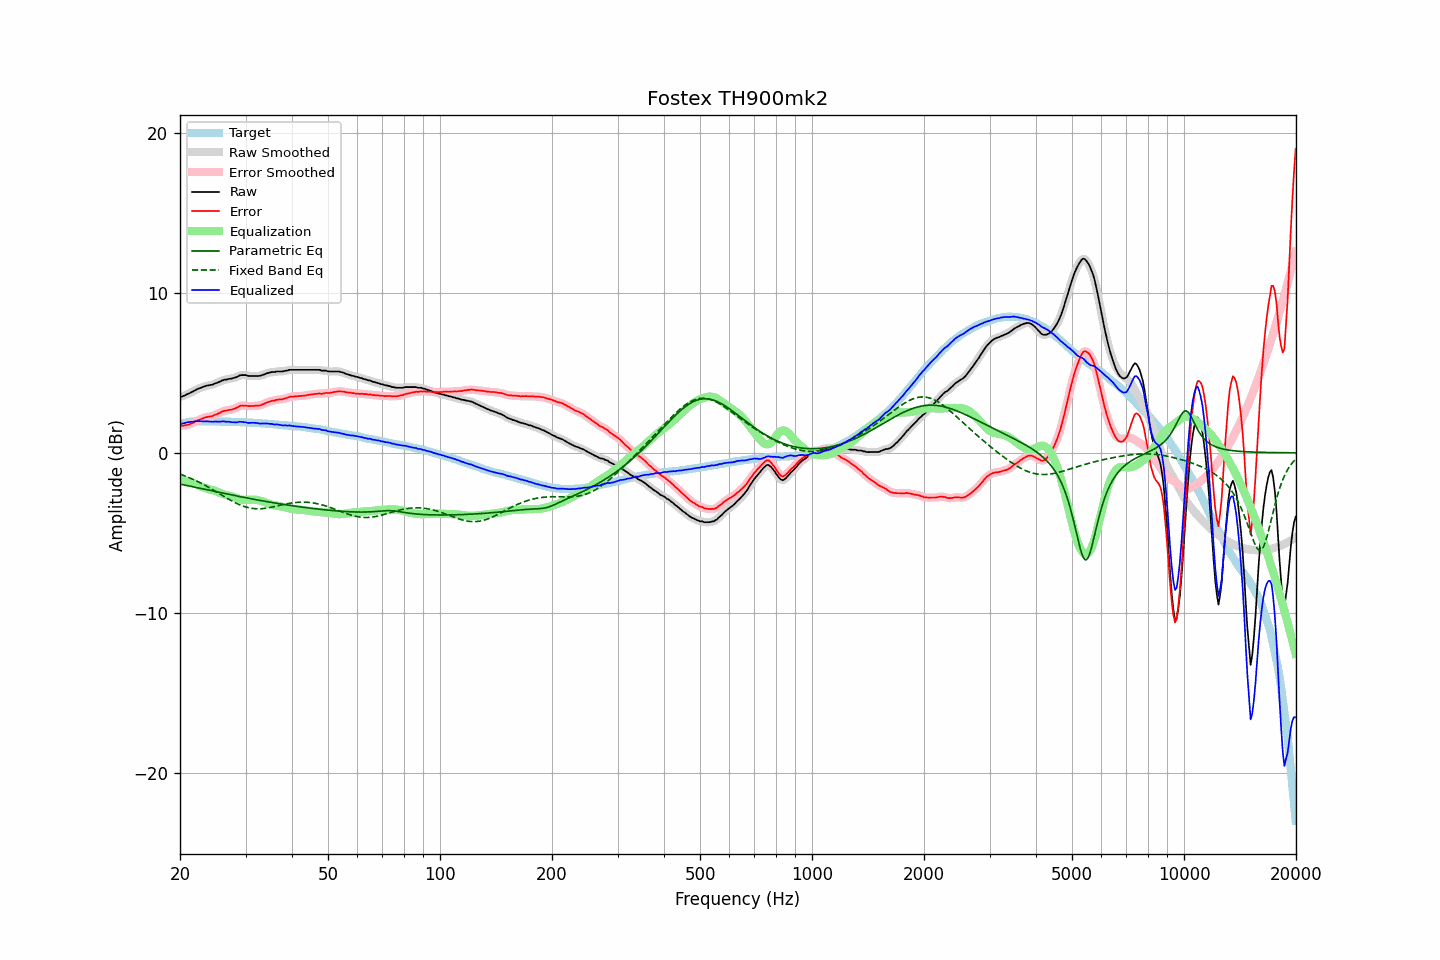 Fostex TH900mk2
Target
Raw Smoothed
Error Smoothed
Raw
Error
Equalization
Parametric Eq
Fixed Band Eq
Equalized
20
10
0
−10
−20
Amplitude (dBr)
20
50
100
200
500
1000
2000
5000
10000
20000
Frequency (Hz)